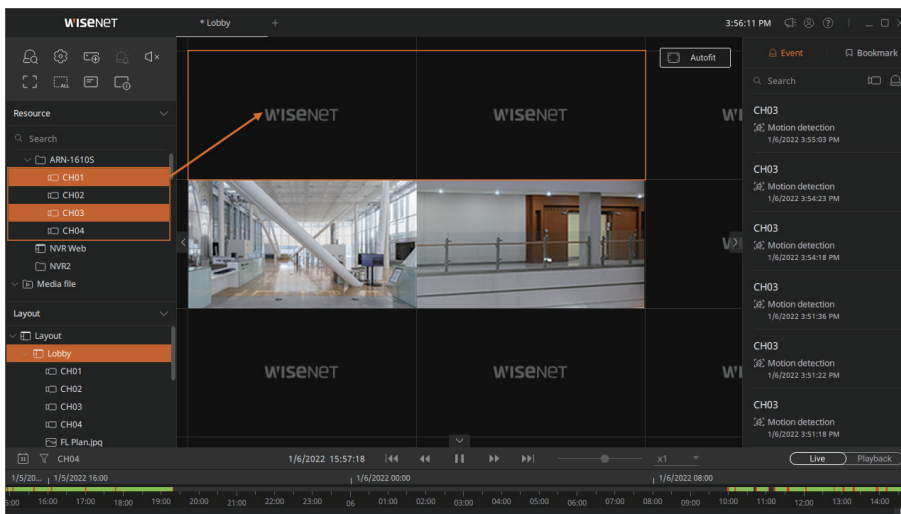 WISENET
* Lobby
+
3:56:11 PM
ALL
Resource
Search
ARN-1610S
CH01
CH02
CH03
CH04
NVR Web
NVR2
Media file
Layout
Layout
Lobby
CH01
CH02
CH03
CH04
FL Plan.jpg
WISENET
WISENET
WI
W
WISENET
WISENET
WI
Autofit
Event
Bookmark
Search
CH03
Motion detection
1/6/2022 3:55:03 PM
CH03
Motion detection
1/6/2022 3:54:23 PM
CH03
Motion detection
1/6/2022 3:54:18 PM
CH03
Motion detection
1/6/2022 3:51:36 PM
CH03
Motion detection
1/6/2022 3:51:22 PM
CH03
Motion detection
1/6/2022 3:51:18 PM
CH04
1/6/2022 15:57:18
x1
Live
Playback
1/5/20... 1/5/2022 16:00 1/6/2022 00:00 1/6/2022 08:00
5:00 16:00 17:00 18:00 19:00 20:00 21:00 22:00 23:00 06 01:00 02:00 03:00 04:00 05:00 06:00 07:00 08:00 09:00 10:00 11:00 12:00 13:00 14:00